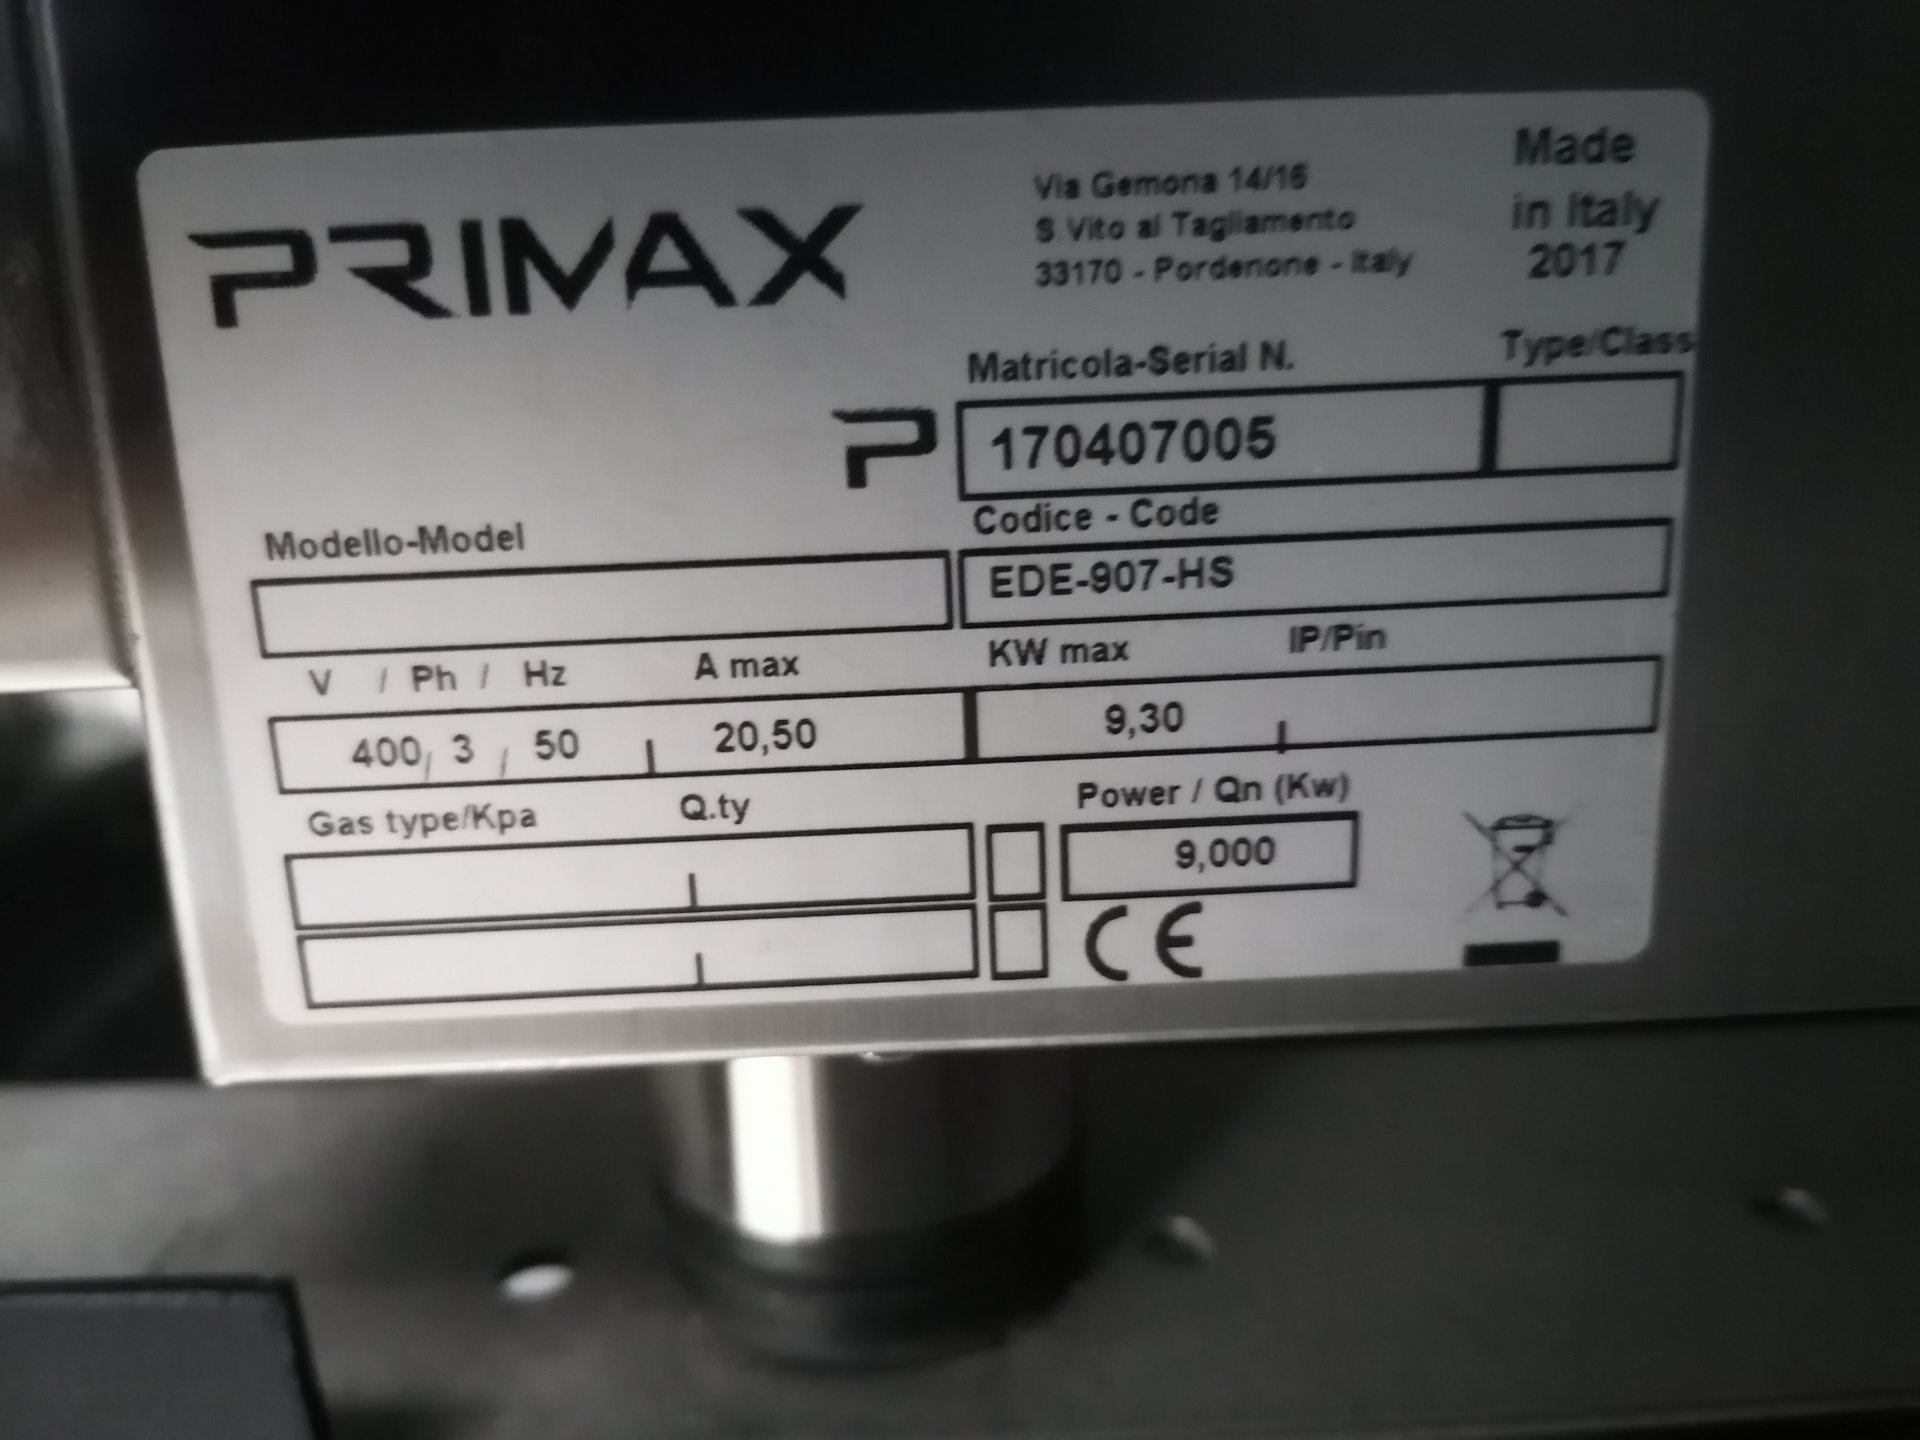 PRIMAX
Via Gemona 14/16
S.Vito al Tagliamento
33170 - Pordenone - Italy
Made
in Italy
2017
Matricola-Serial N.
Type/Class
P
170407005
Modello-Model
Codice - Code
EDE-907-HS
V / Ph / Hz
A max
KW max
IP/Pin
400 / 3 / 50
20,50
9,30
Gas type/Kpa
Q.ty
Power / Qn (Kw)
9,000
CE